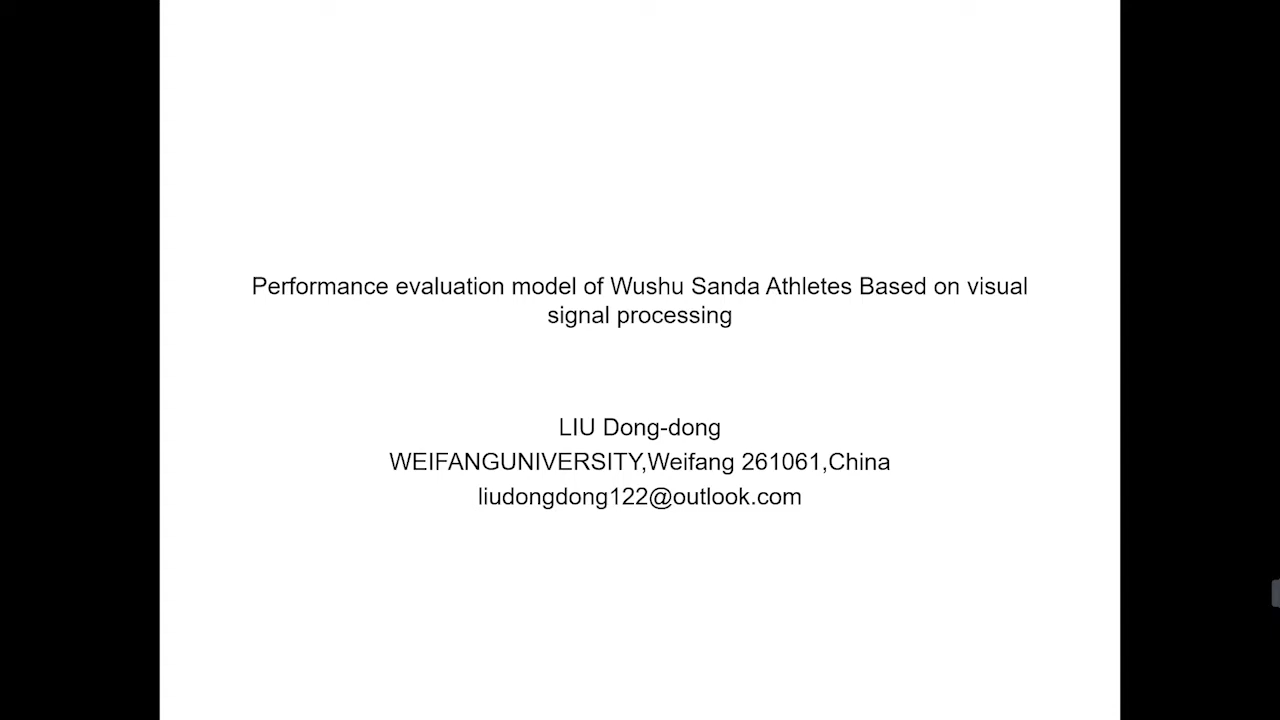 Performance evaluation model of Wushu Sanda Athletes Based on visual
signal processing
LIU Dong-dong
WEIFANGUNIVERSITY,Weifang 261061,China
liudongdong122@outlook.com